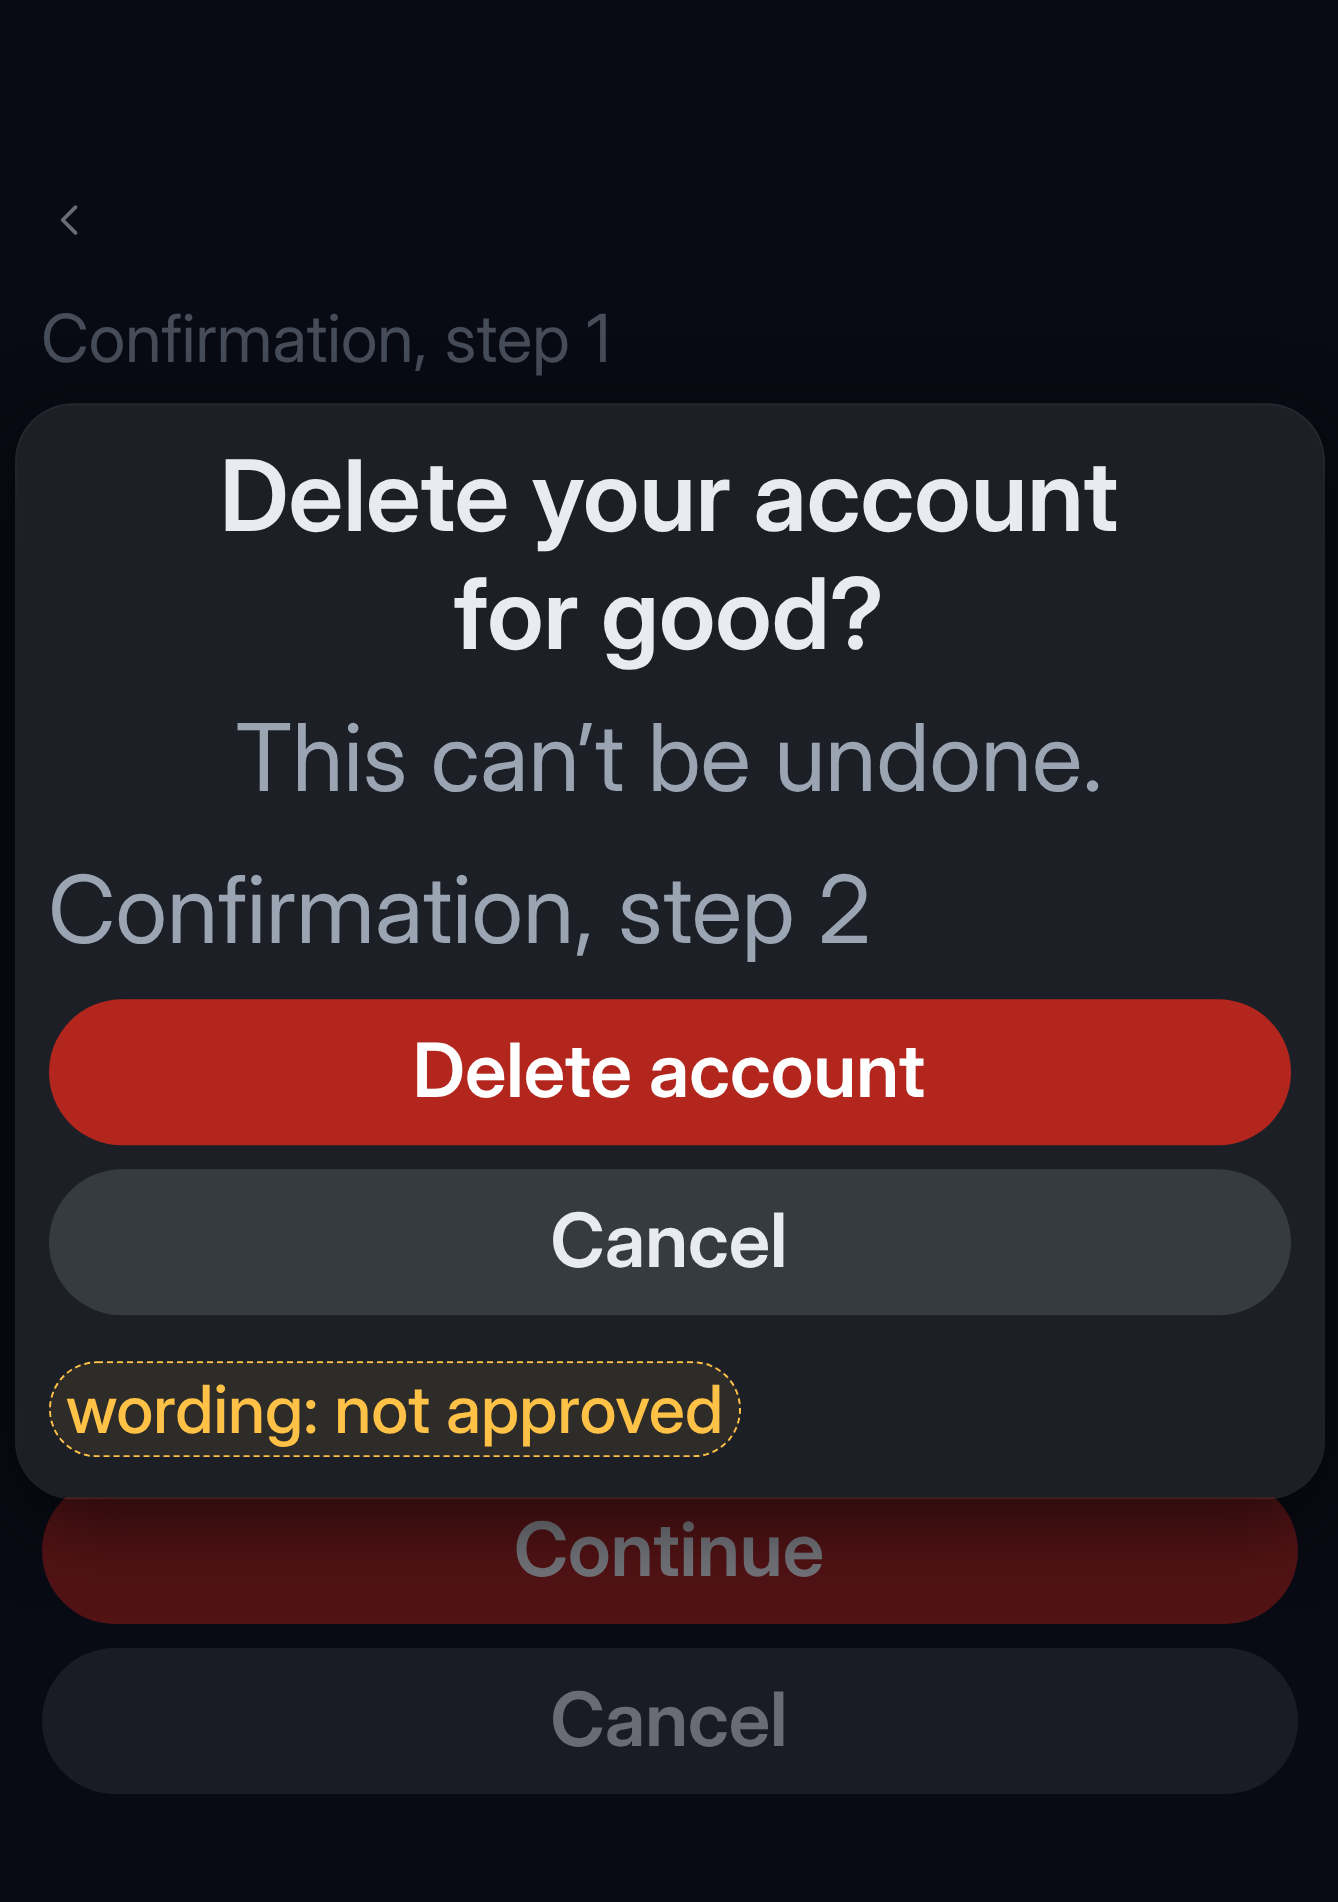 Confirmation, step 1
Delete your account
for good?
This can’t be undone.
Confirmation, step 2
Delete account
Cancel
wording: not approved
Continue
Cancel